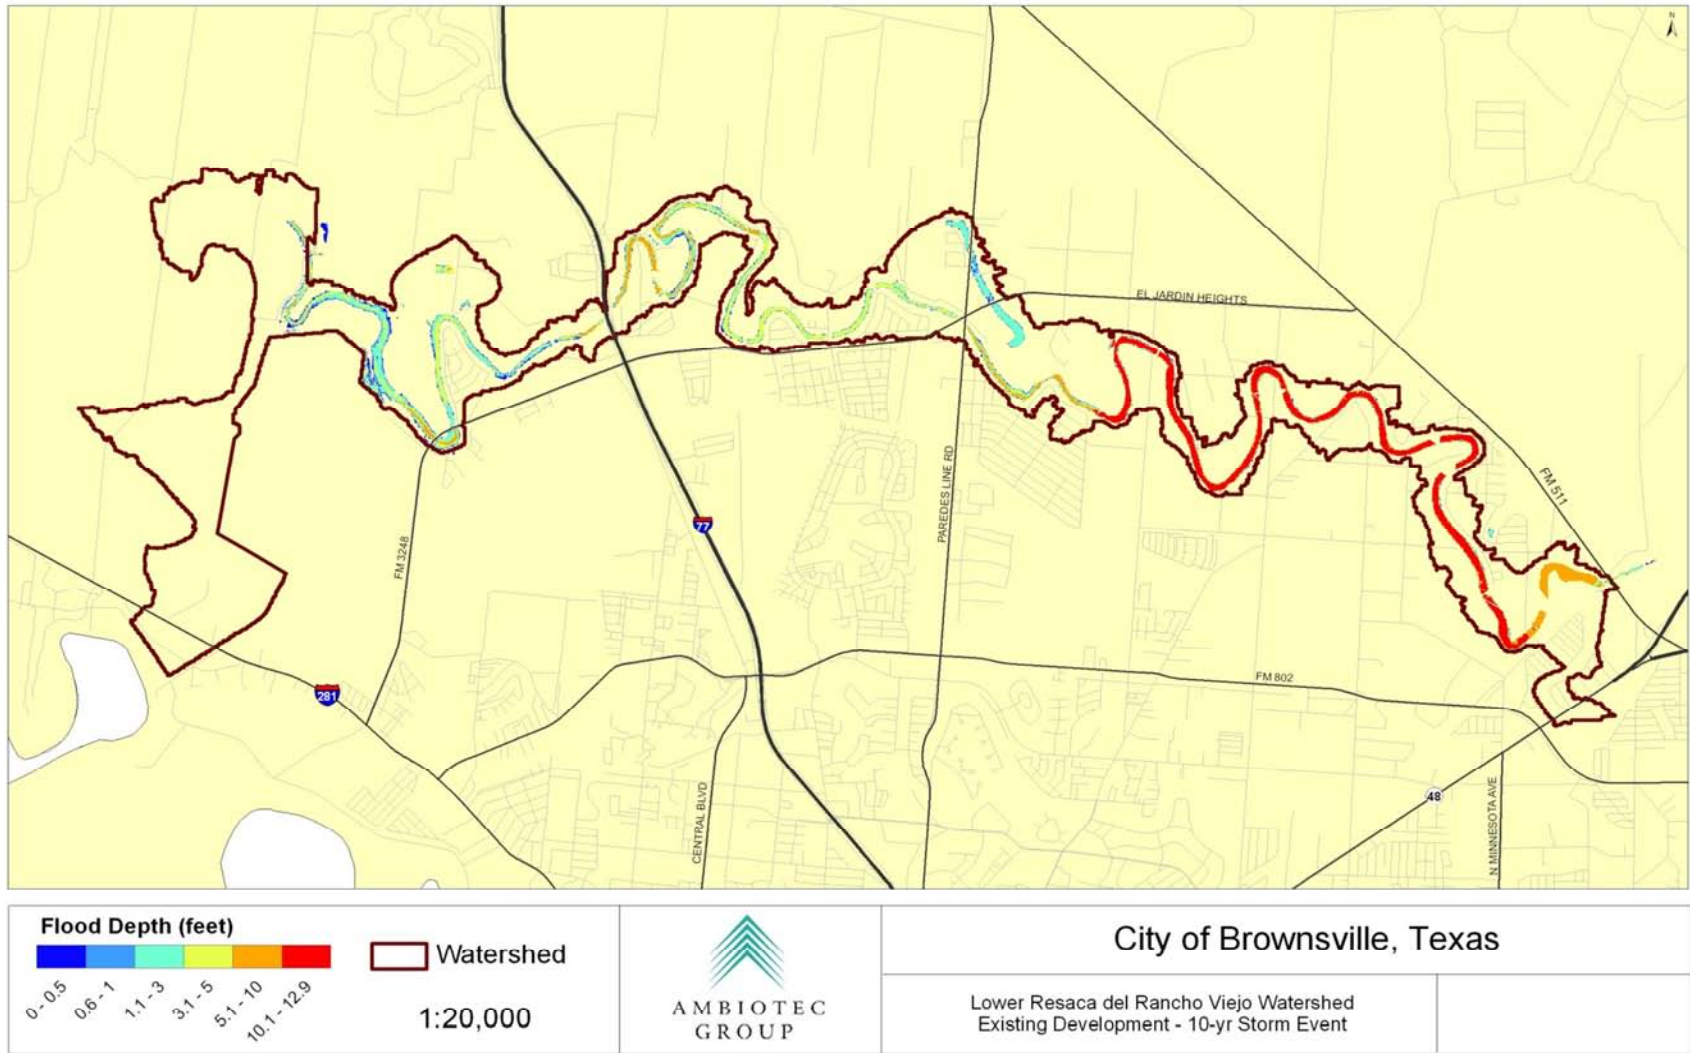 N
EL JARDIN HEIGHTS
PAREDES LINE RD
FM 511
77
FM 3248
FM 802
281
CENTRAL BLVD
48
N MINNESOTA AVE
Flood Depth (feet)
0 - 0.5
0.6 - 1
1.1 - 3
3.1 - 5
5.1 - 10
10.1 - 12.9
Watershed
1:20,000
AMBIOTEC
GROUP
City of Brownsville, Texas
Lower Resaca del Rancho Viejo Watershed
Existing Development - 10-yr Storm Event